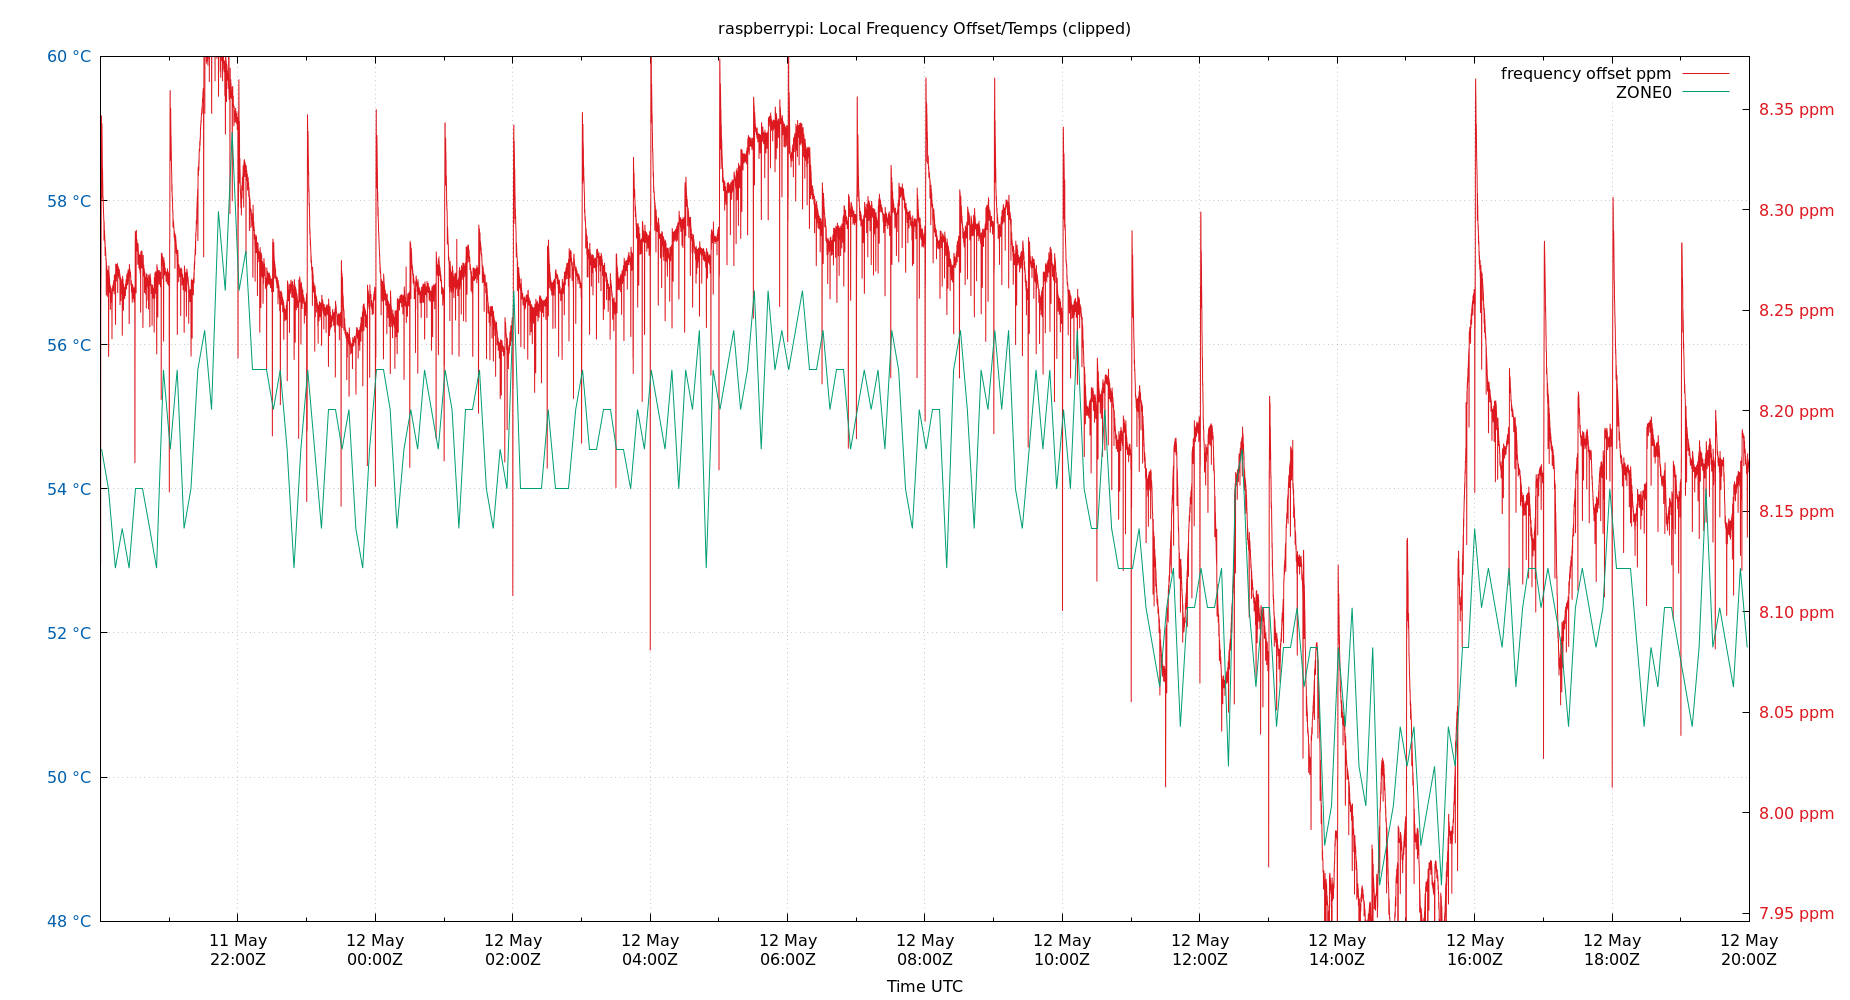 raspberrypi: Local Frequency Offset/Temps (clipped)
60 °C
58 °C
56 °C
54 °C
52 °C
50 °C
48 °C
frequency offset ppm
ZONE0
8.35 ppm
8.30 ppm
8.25 ppm
8.20 ppm
8.15 ppm
8.10 ppm
8.05 ppm
8.00 ppm
7.95 ppm
11 May 12 May 12 May 12 May 12 May 12 May 12 May 12 May 12 May 12 May 12 May 12 May
22:00Z 00:00Z 02:00Z 04:00Z 06:00Z 08:00Z 10:00Z 12:00Z 14:00Z 16:00Z 18:00Z 20:00Z
Time UTC